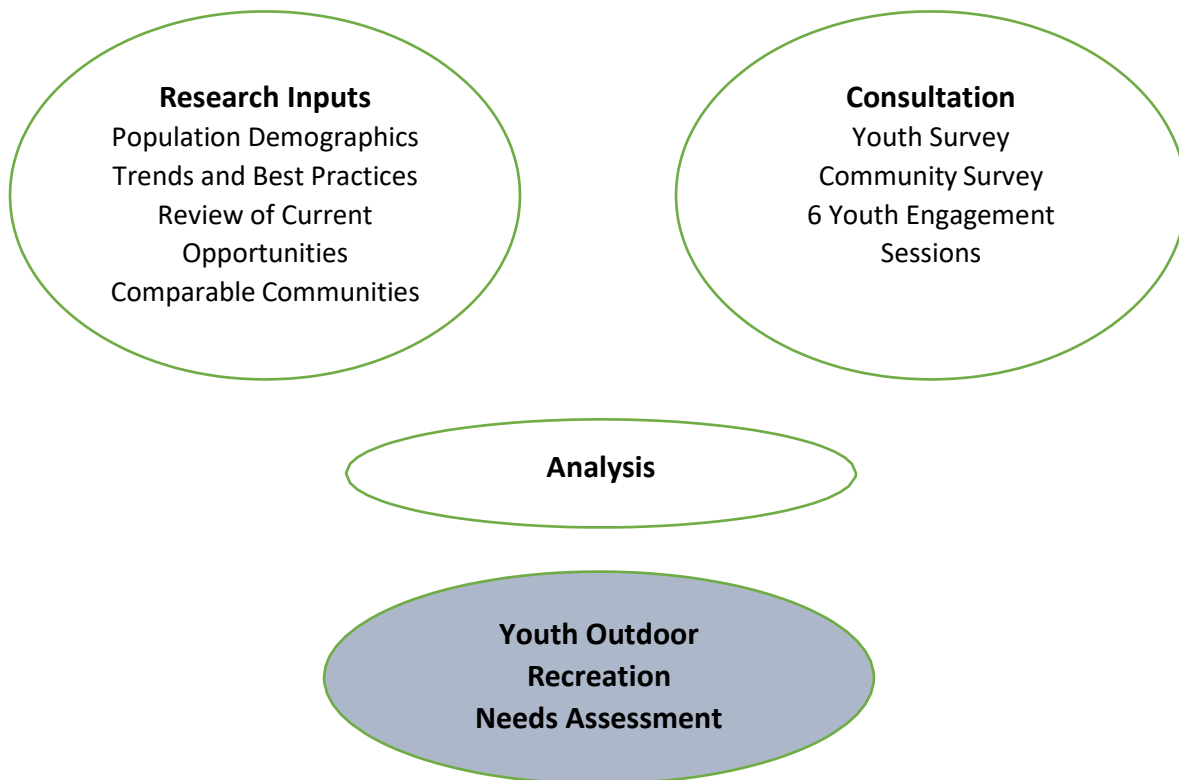 Research Inputs
Population Demographics
Trends and Best Practices
Review of Current
Opportunities
Comparable Communities
Consultation
Youth Survey
Community Survey
6 Youth Engagement
Sessions
Analysis
Youth Outdoor
Recreation
Needs Assessment